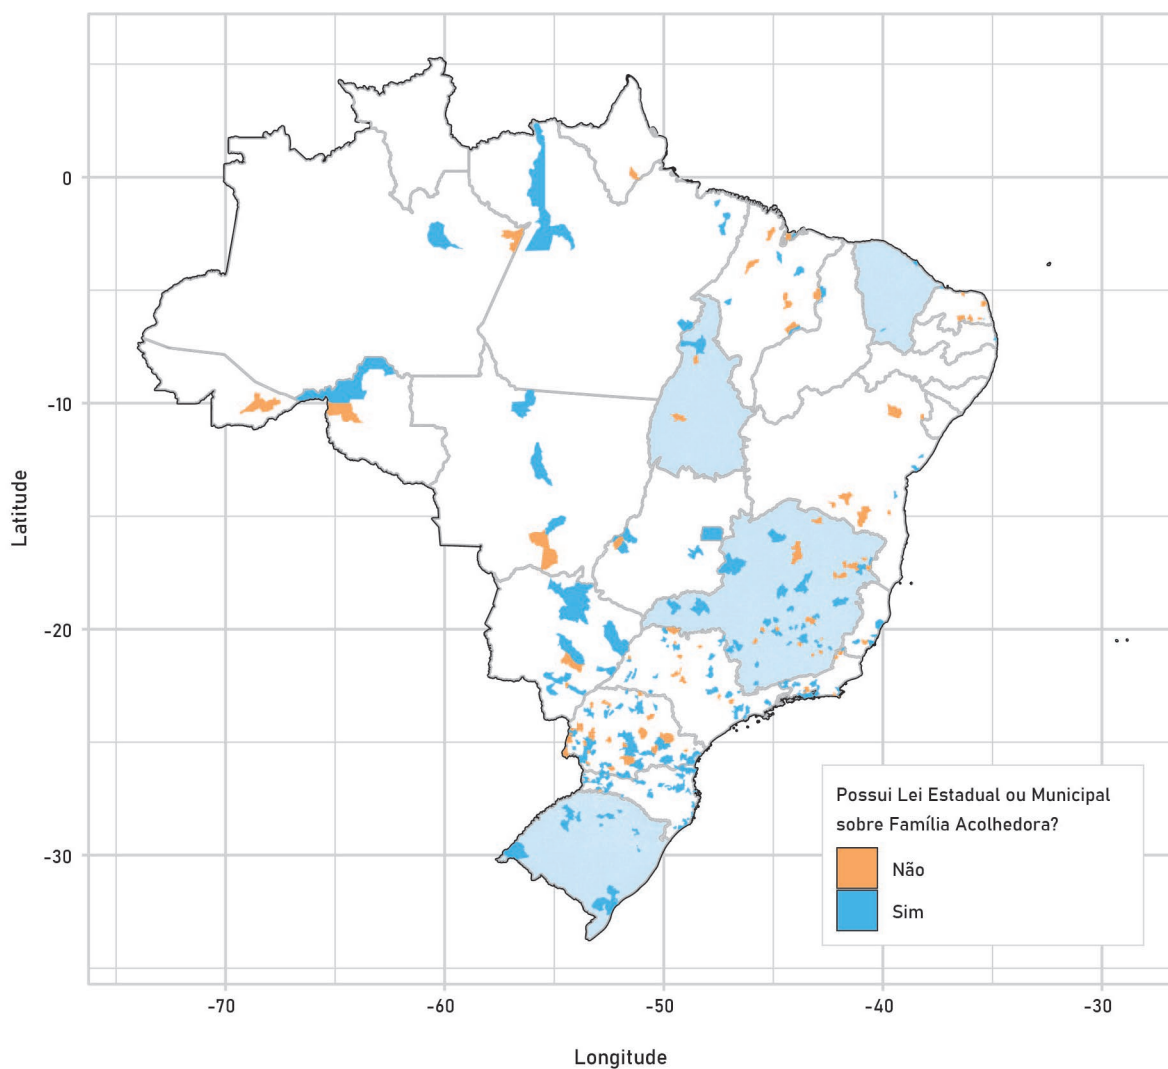 0
-10
-20
-30
Latitude
-70
-60
-50
-40
-30
Longitude
Possui Lei Estadual ou Municipal
sobre Família Acolhedora?
Não
Sim